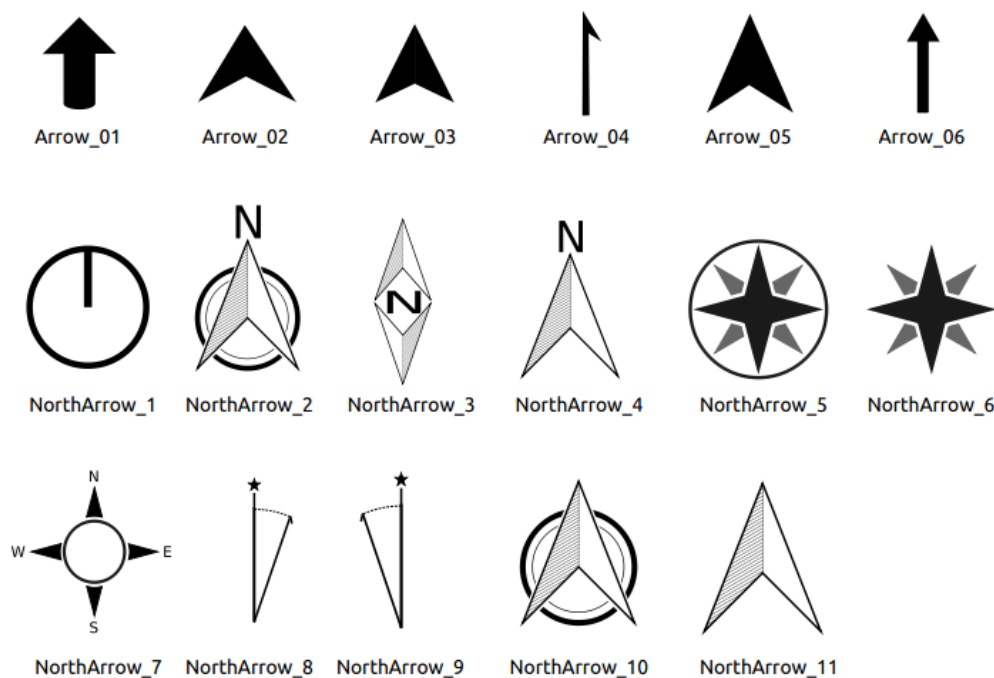 Arrow_01 Arrow_02 Arrow_03 Arrow_04 Arrow_05 Arrow_06
N N
N
NorthArrow_1 NorthArrow_2 NorthArrow_3 NorthArrow_4 NorthArrow_5 NorthArrow_6
N
W E
S
NorthArrow_7 NorthArrow_8 NorthArrow_9 NorthArrow_10 NorthArrow_11